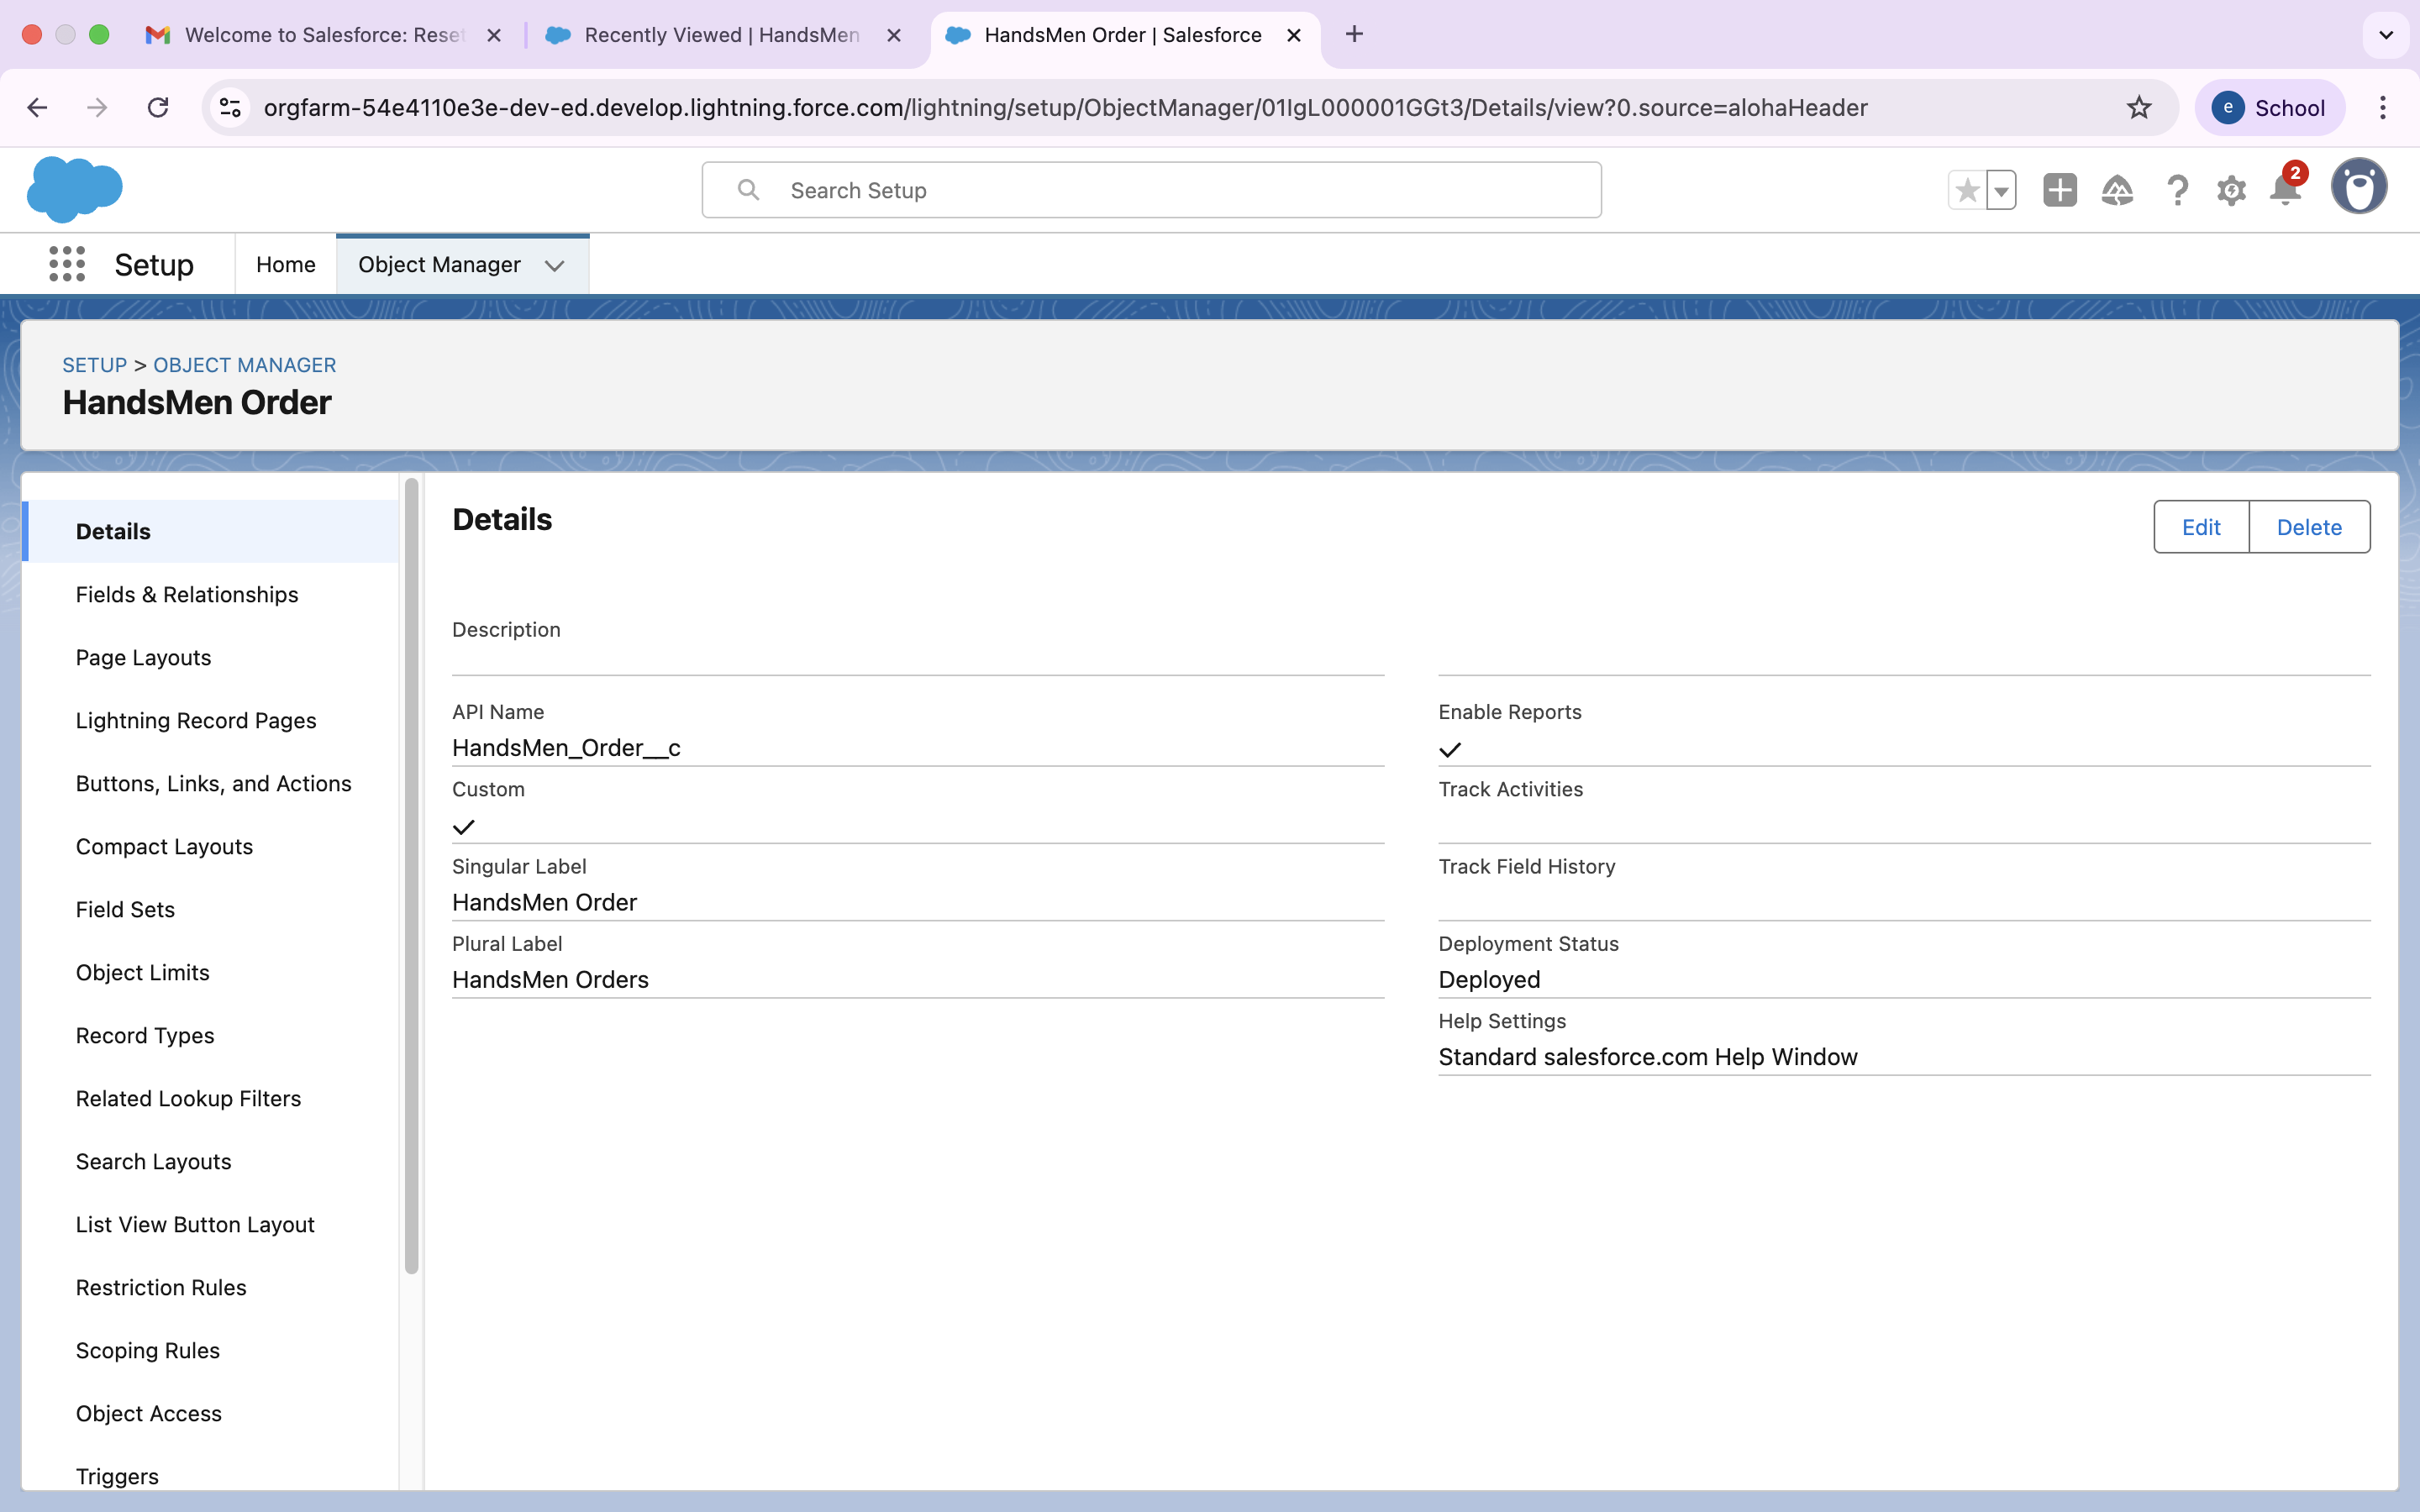 Welcome to Salesforce: Reset
Recently Viewed | HandsMen
HandsMen Order | Salesforce
orgfarm-54e4110e3e-dev-ed.develop.lightning.force.com/lightning/setup/ObjectManager/01IgL000001GGt3/Details/view?0.source=alohaHeader
e School
Search Setup
2
Setup
Home
Object Manager
SETUP > OBJECT MANAGER
HandsMen Order
Details
Fields & Relationships
Page Layouts
Lightning Record Pages
Buttons, Links, and Actions
Compact Layouts
Field Sets
Object Limits
Record Types
Related Lookup Filters
Search Layouts
List View Button Layout
Restriction Rules
Scoping Rules
Object Access
Triggers
Details
Edit
Delete
Description
API Name
HandsMen_Order__c
Custom
Singular Label
HandsMen Order
Plural Label
HandsMen Orders
Enable Reports
Track Activities
Track Field History
Deployment Status
Deployed
Help Settings
Standard salesforce.com Help Window